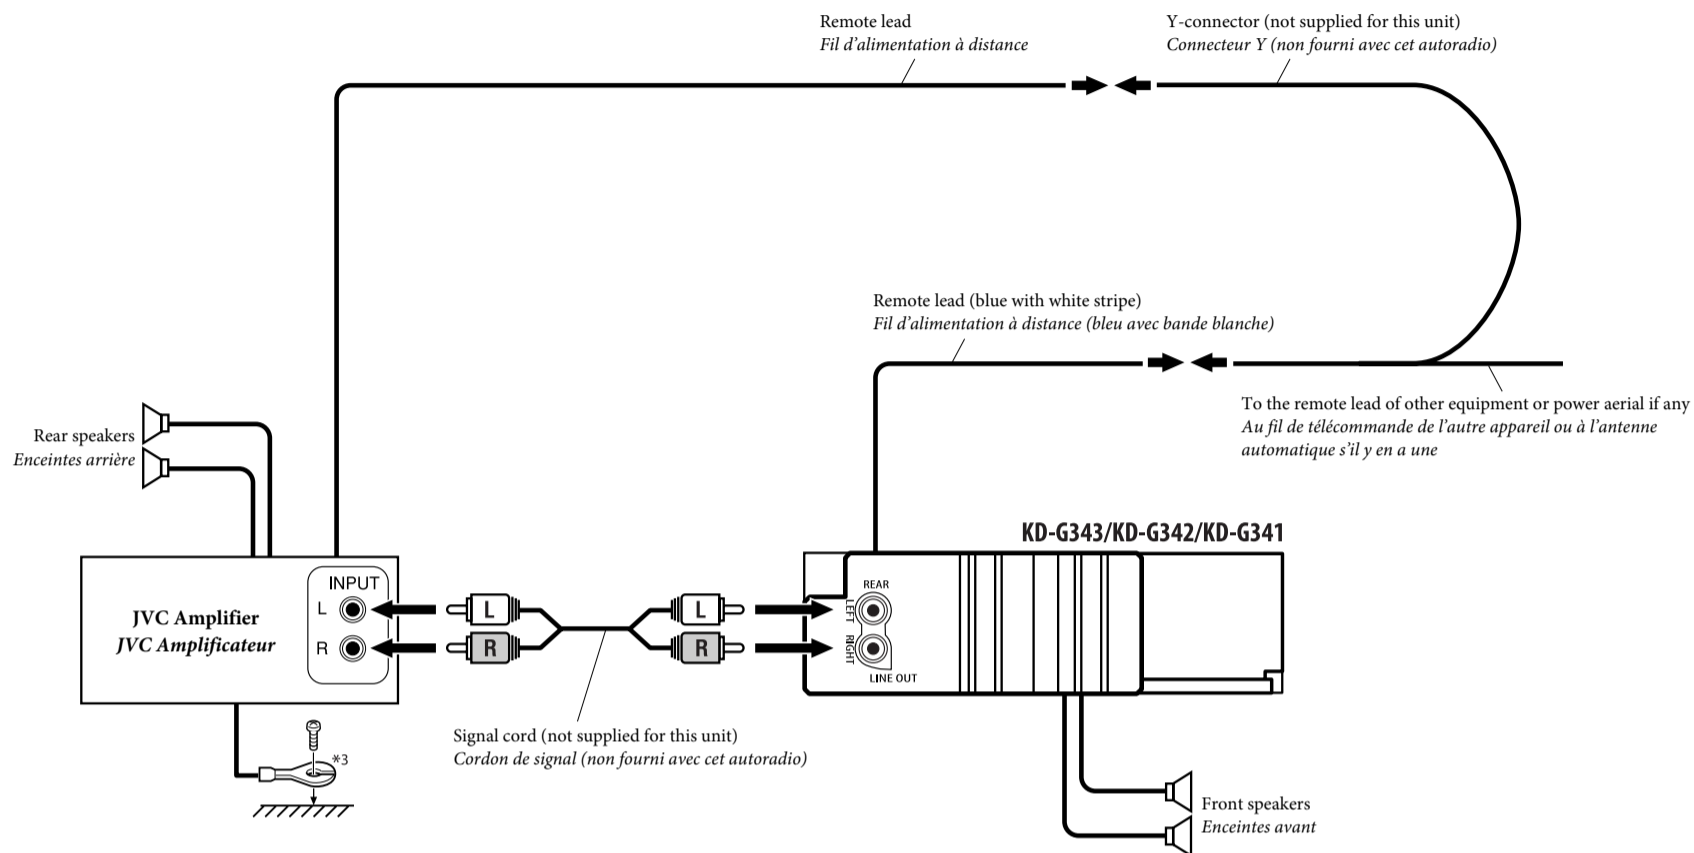 Remote lead
Fil d'alimentation à distance
Y-connector (not supplied for this unit)
Connecteur Y (non fourni avec cet autoradio)
Remote lead (blue with white stripe)
Fil d'alimentation à distance (bleu avec bande blanche)
To the remote lead of other equipment or power aerial if any
Au fil de télécommande de l'autre appareil ou à l'antenne
automatique s'il y en a une
Rear speakers
Enceintes arrière
KD-G343/KD-G342/KD-G341
JVC Amplifier
JVC Amplificateur
INPUT
L
R
L
R
L
R
REAR
LEFT
RIGHT
LINE OUT
*3
Signal cord (not supplied for this unit)
Cordon de signal (non fourni avec cet autoradio)
Front speakers
Enceintes avant